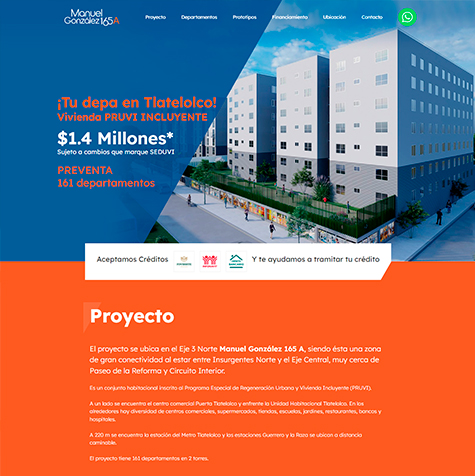 Manuel
González 165A
Proyecto Departamentos Prototipos Financiamiento Ubicación Contacto
¡Tu depa en Tlatelolco!
Vivienda PRUVI INCLUYENTE
$1.4 Millones*
Sujeto a cambios que marque SEDUVI
PREVENTA
161 departamentos
Aceptamos Créditos Y te ayudamos a tramitar tu crédito
Proyecto
El proyecto se ubica en el Eje 3 Norte Manuel González 165 A, siendo ésta una zona
de gran conectividad al estar entre Insurgentes Norte y el Eje Central, muy cerca de
Paseo de la Reforma y Circuito Interior.
Es un conjunto habitacional inscrito al Programa Especial de Regeneración Urbana y Vivienda Incluyente (PRUVI).
A un lado se encuentra el centro comercial Puerta Tlatelolco y enfrente la Unidad Habitacional Tlatelolco. En los
alrededores hay diversidad de centros comerciales, supermercados, tiendas, escuelas, jardines, restaurantes, bancos y
hospitales.
A 220 m se encuentra la estación del Metro Tlatelolco y las estaciones Guerrero y la Raza se ubican a distancia
caminable.
El proyecto tiene 161 departamentos en 2 torres.